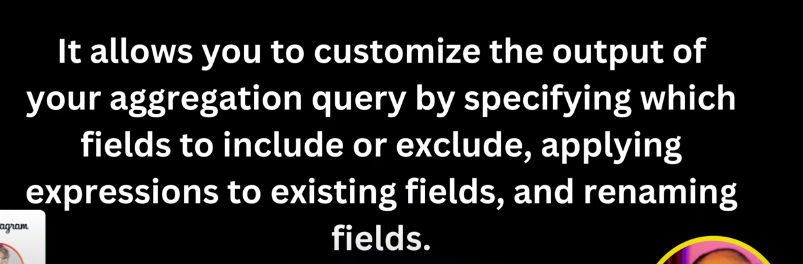 It allows you to customize the output of
your aggregation query by specifying which
fields to include or exclude, applying
expressions to existing fields, and renaming
fields.
agram